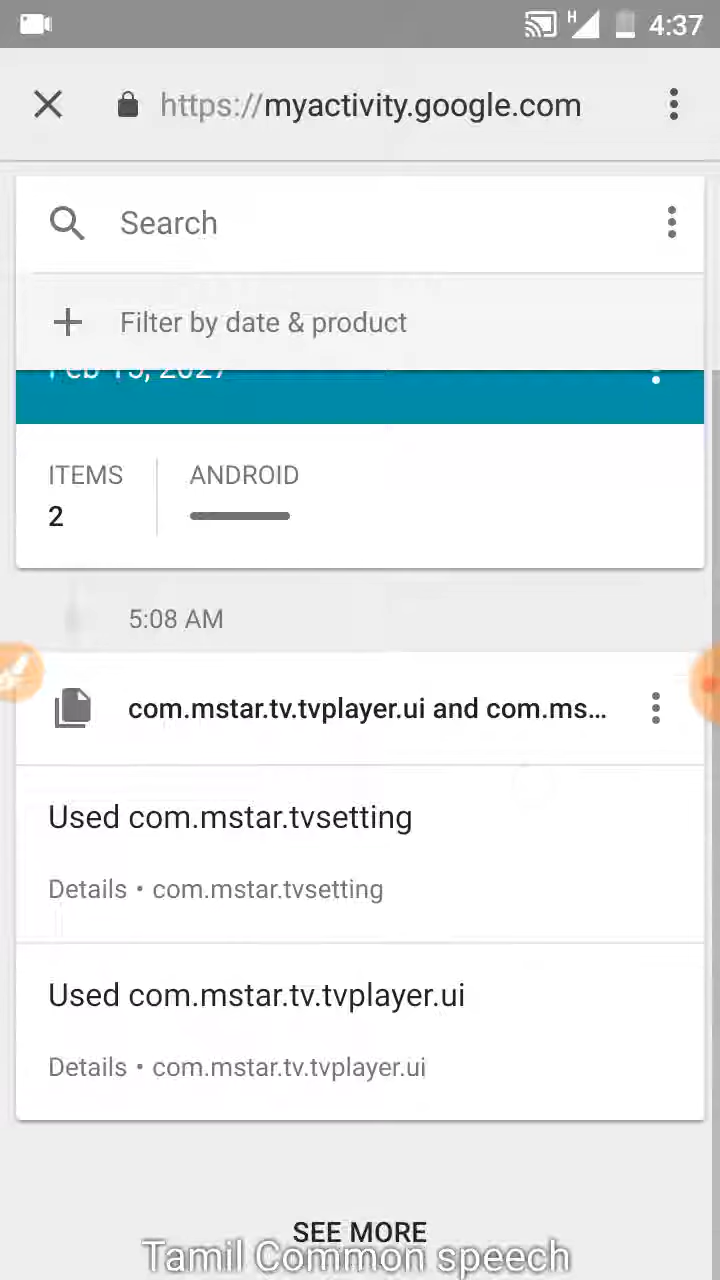 H 4:37
https://myactivity.google.com
Search
Filter by date & product
Feb 15, 2027
ITEMS
ANDROID
2
5:08 AM
com.mstar.tv.tvplayer.ui and com.ms...
Used com.mstar.tvsetting
Details • com.mstar.tvsetting
Used com.mstar.tv.tvplayer.ui
Details • com.mstar.tv.tvplayer.ui
SEE MORE
Tamil Common speech